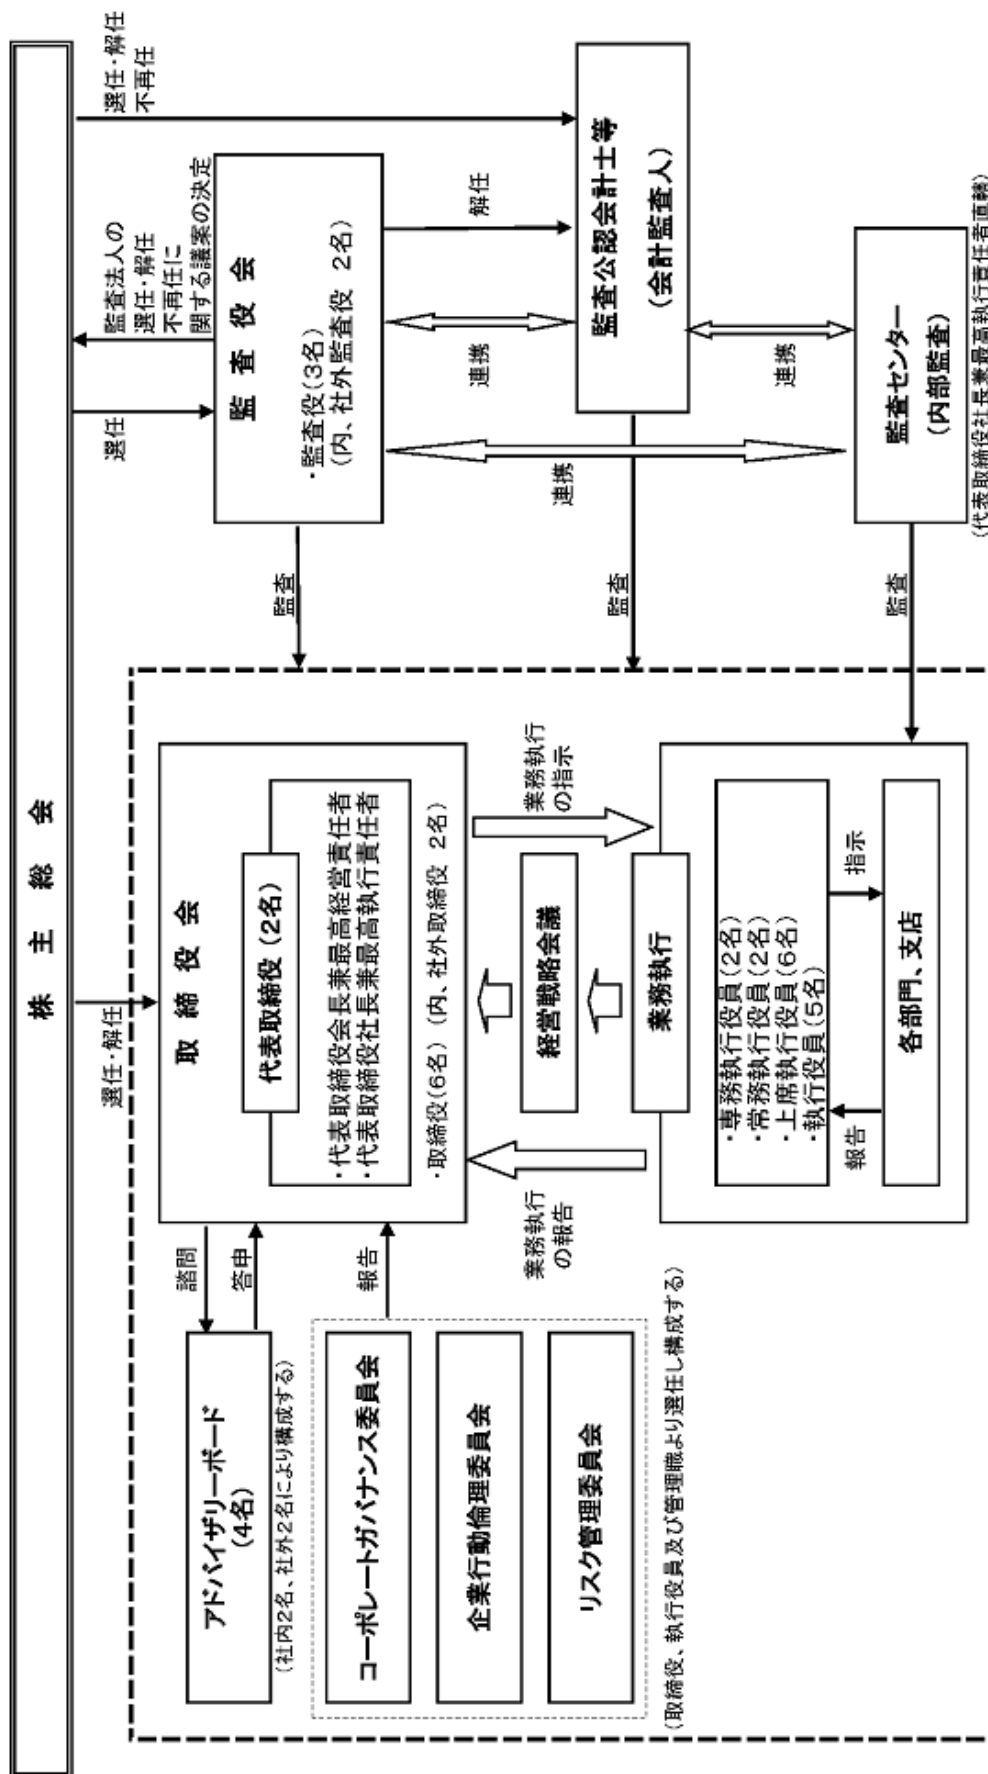 株主総会
選任・解任
監査法人の
選任・解任
不再任に
関する議案の決定
選任
選任・解任
不再任
取締役会
代表取締役(2名)
・代表取締役会長兼最高経営責任者
・代表取締役社長兼最高執行責任者
・取締役(6名)(内、社外取締役 2名)
諮問
答申
報告
アドバイザリーボード
(4名)
(社内2名、社外2名により構成する)
コーポレートガバナンス委員会
企業行動倫理委員会
リスク管理委員会
(取締役、執行役員及び管理職より選任し構成する)
業務執行
の報告
経営戦略会議
業務執行
の指示
業務執行
・専務執行役員(2名)
・常務執行役員(2名)
・上席執行役員(6名)
・執行役員(5名)
報告
指示
各部門、支店
監査
監査
監査
監査役会
・監査役(3名)
(内、社外監査役 2名)
連携
解任
連携
監査公認会計士等
(会計監査人)
連携
監査センター
(内部監査)
(代表取締役社長兼最高執行責任者直轄)